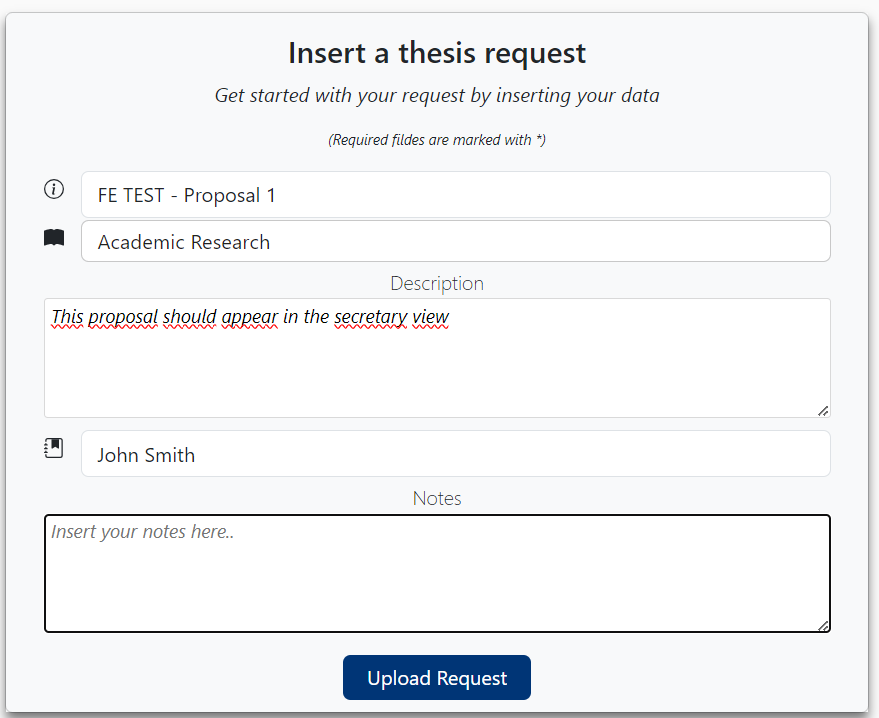 Insert a thesis request
Get started with your request by inserting your data
(Required fildes are marked with *)
FE TEST - Proposal 1
Academic Research
Description
This proposal should appear in the secretary view
John Smith
Notes
Insert your notes here..
Upload Request